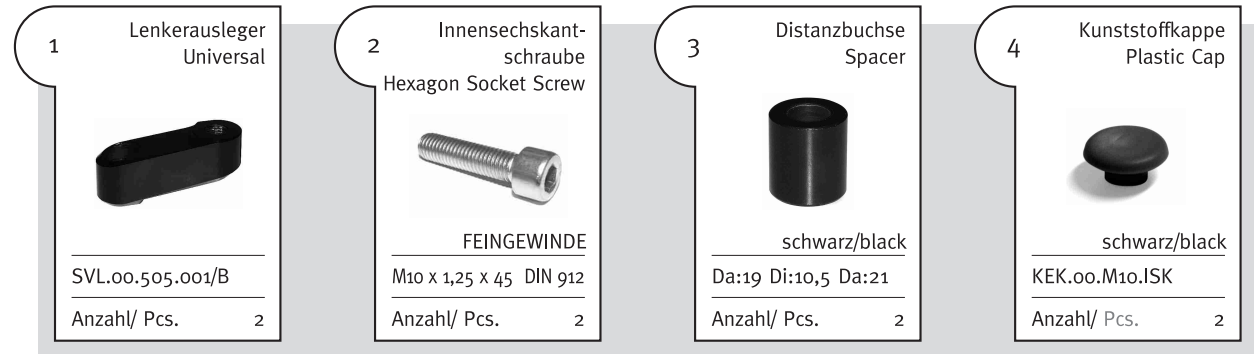 1
Lenkerausleger
Universal
SVL.00.505.001/B
Anzahl/ Pcs. 2
2
Innensechskant-
schraube
Hexagon Socket Screw
FEINGEWINDE
M10 x 1,25 x 45 DIN 912
Anzahl/ Pcs. 2
3
Distanzbuchse
Spacer
schwarz/black
Da:19 Di:10,5 Da:21
Anzahl/ Pcs. 2
4
Kunststoffkappe
Plastic Cap
schwarz/black
KEK.00.M10.ISK
Anzahl/ Pcs. 2